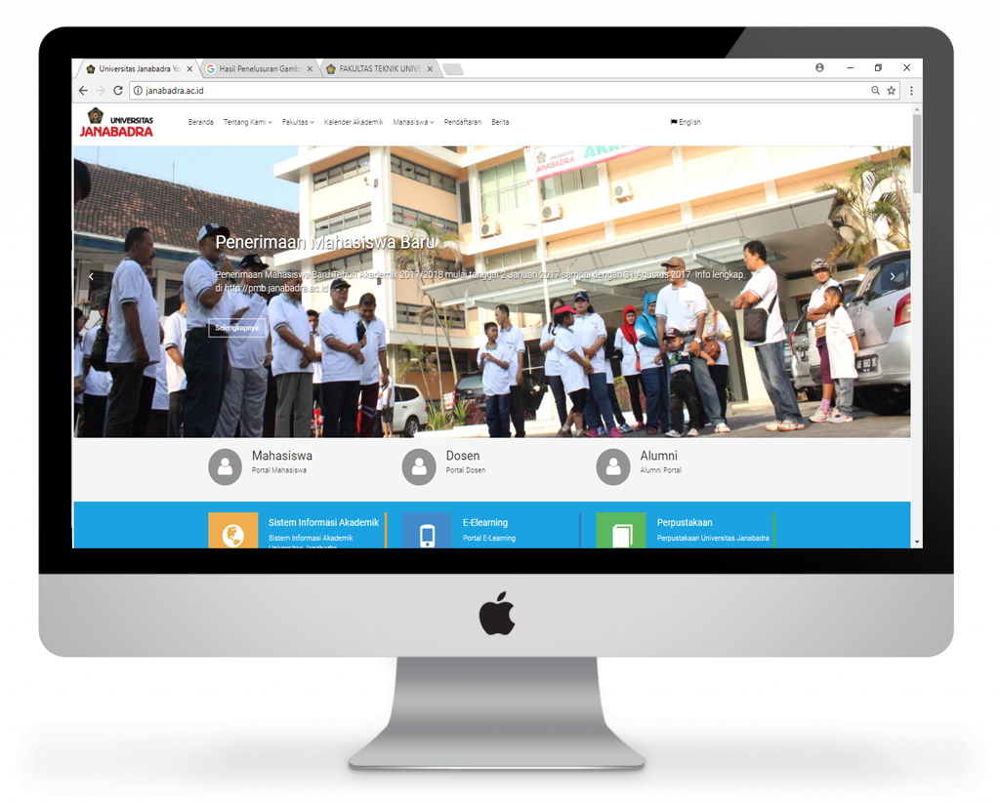 Universitas Janabadra Yo
Hasil Penelusuran Gamb
FAKULTAS TEKNIK UNIVE
janabadra.ac.id
UNIVERSITAS
JANABADRA
Beranda Tentang Kami Fakultas Kalender Akademik Mahasiswa Pendaftaran Berita English
UNIVERSITAS
JANABADRA
Penerimaan Mahasiswa Baru
Penerimaan Mahasiswa Baru Tahun Akademik 2017/2018 mulai tanggal 2 Januari 2017 sampai dengan 31 Agustus 2017. Info lengkap
di http://pmb.janabadra.ac.id
Selengkapnya
Mahasiswa
Portal Mahasiswa
Dosen
Portal Dosen
Alumni
Alumni Portal
Sistem Informasi Akademik
Sistem Informasi Akademik
Universitas Janabadra
E-Elearning
Portal E-Learning
Perpustakaan
Perpustakaan Universitas Janabadra